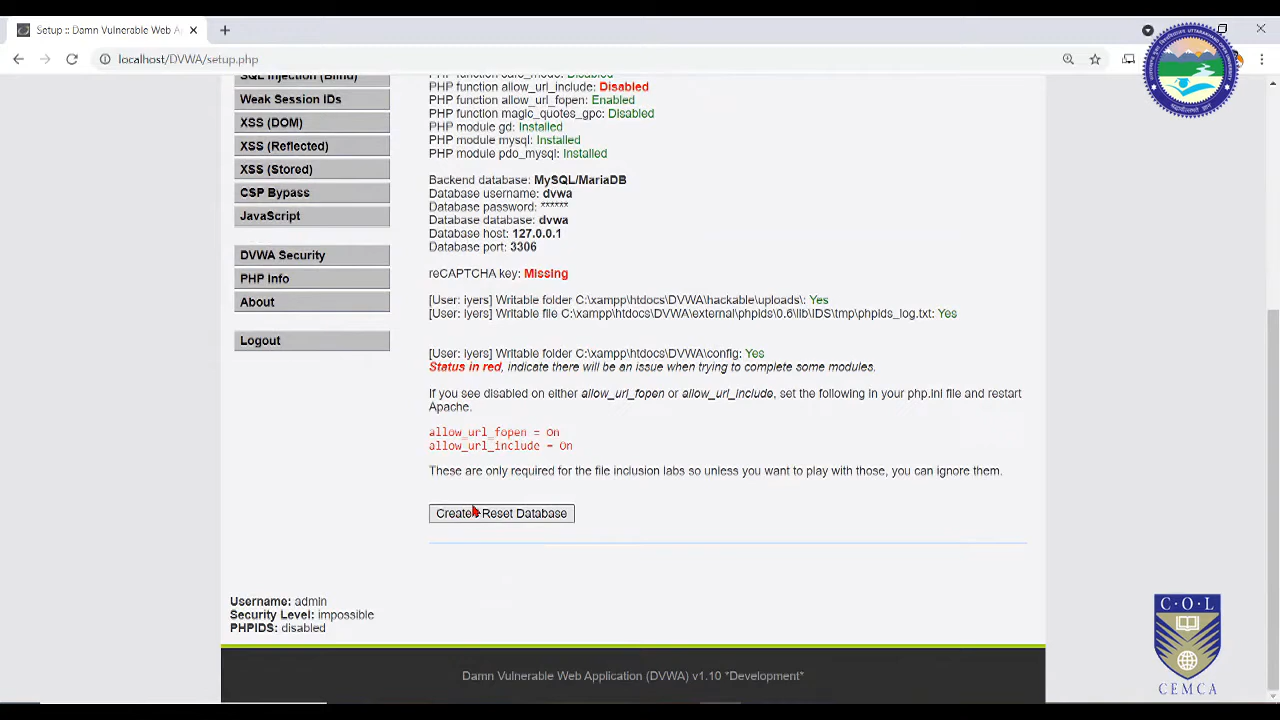 Setup :: Damn Vulnerable Web A
localhost/DVWA/setup.php
SQL Injection (Blind)
Weak Session IDs
XSS (DOM)
XSS (Reflected)
XSS (Stored)
CSP Bypass
JavaScript
DVWA Security
PHP Info
About
Logout
PHP function safe_mode: Disabled
PHP function allow_url_include: Disabled
PHP function allow_url_fopen: Enabled
PHP function magic_quotes_gpc: Disabled
PHP module gd: Installed
PHP module mysql: Installed
PHP module pdo_mysql: Installed
Backend database: MySQL/MariaDB
Database username: dvwa
Database password: ******
Database database: dvwa
Database host: 127.0.0.1
Database port: 3306
reCAPTCHA key: Missing
[User: iyers] Writable folder C:\xampp\htdocs\DVWA\hackable\uploads\: Yes
[User: iyers] Writable file C:\xampp\htdocs\DVWA\external\phpids\0.6\lib\IDS\tmp\phpids_log.txt: Yes
[User: iyers] Writable folder C:\xampp\htdocs\DVWA\config: Yes
Status in red, indicate there will be an issue when trying to complete some modules.
If you see disabled on either allow_url_fopen or allow_url_include, set the following in your php.ini file and restart
Apache.
allow_url_fopen = On
allow_url_include = On
These are only required for the file inclusion labs so unless you want to play with those, you can ignore them.
Create Reset Database
Username: admin
Security Level: impossible
PHPIDS: disabled
Damn Vulnerable Web Application (DVWA) v1.10 *Development*
C·O·L
CEMCA